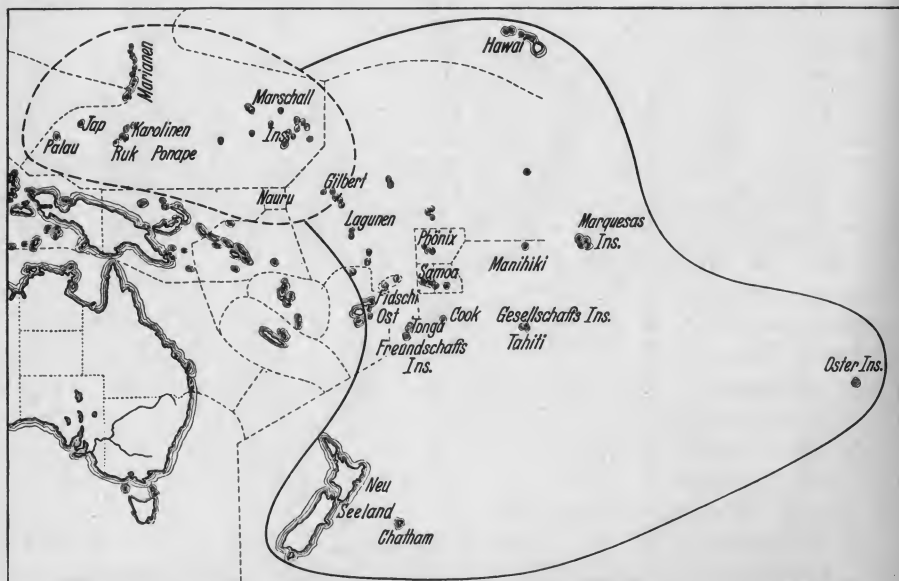 Hawai
Marianen
Marschall
Ins.
Jap
Karolinen
Palau
Ruk Ponape
Gilbert
Nauru
Lagunen
Marquesas
Ins.
Phönix
Manihiki
Samoa
Fidschi
Ost
Cook
Gesellschafts Ins.
Tonga
Tahiti
Freundschafts
Ins.
Oster Ins.
Neu
Seeland
Chatham